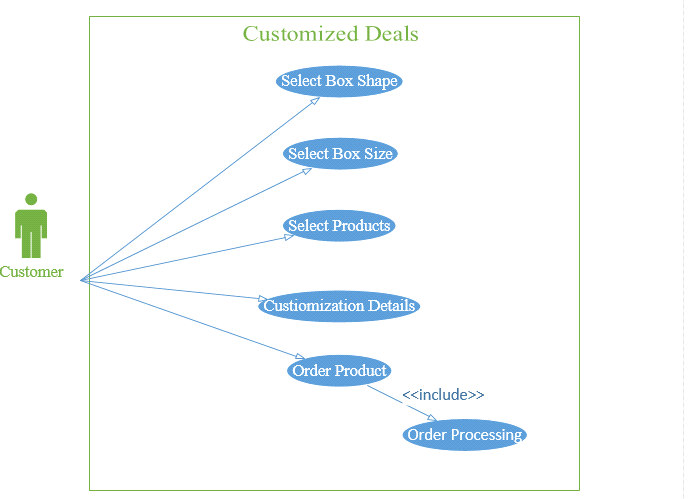 Customized Deals
Select Box Shape
Select Box Size
Select Products
Customer
Custiomization Details
Order Product
<<include>>
Order Processing